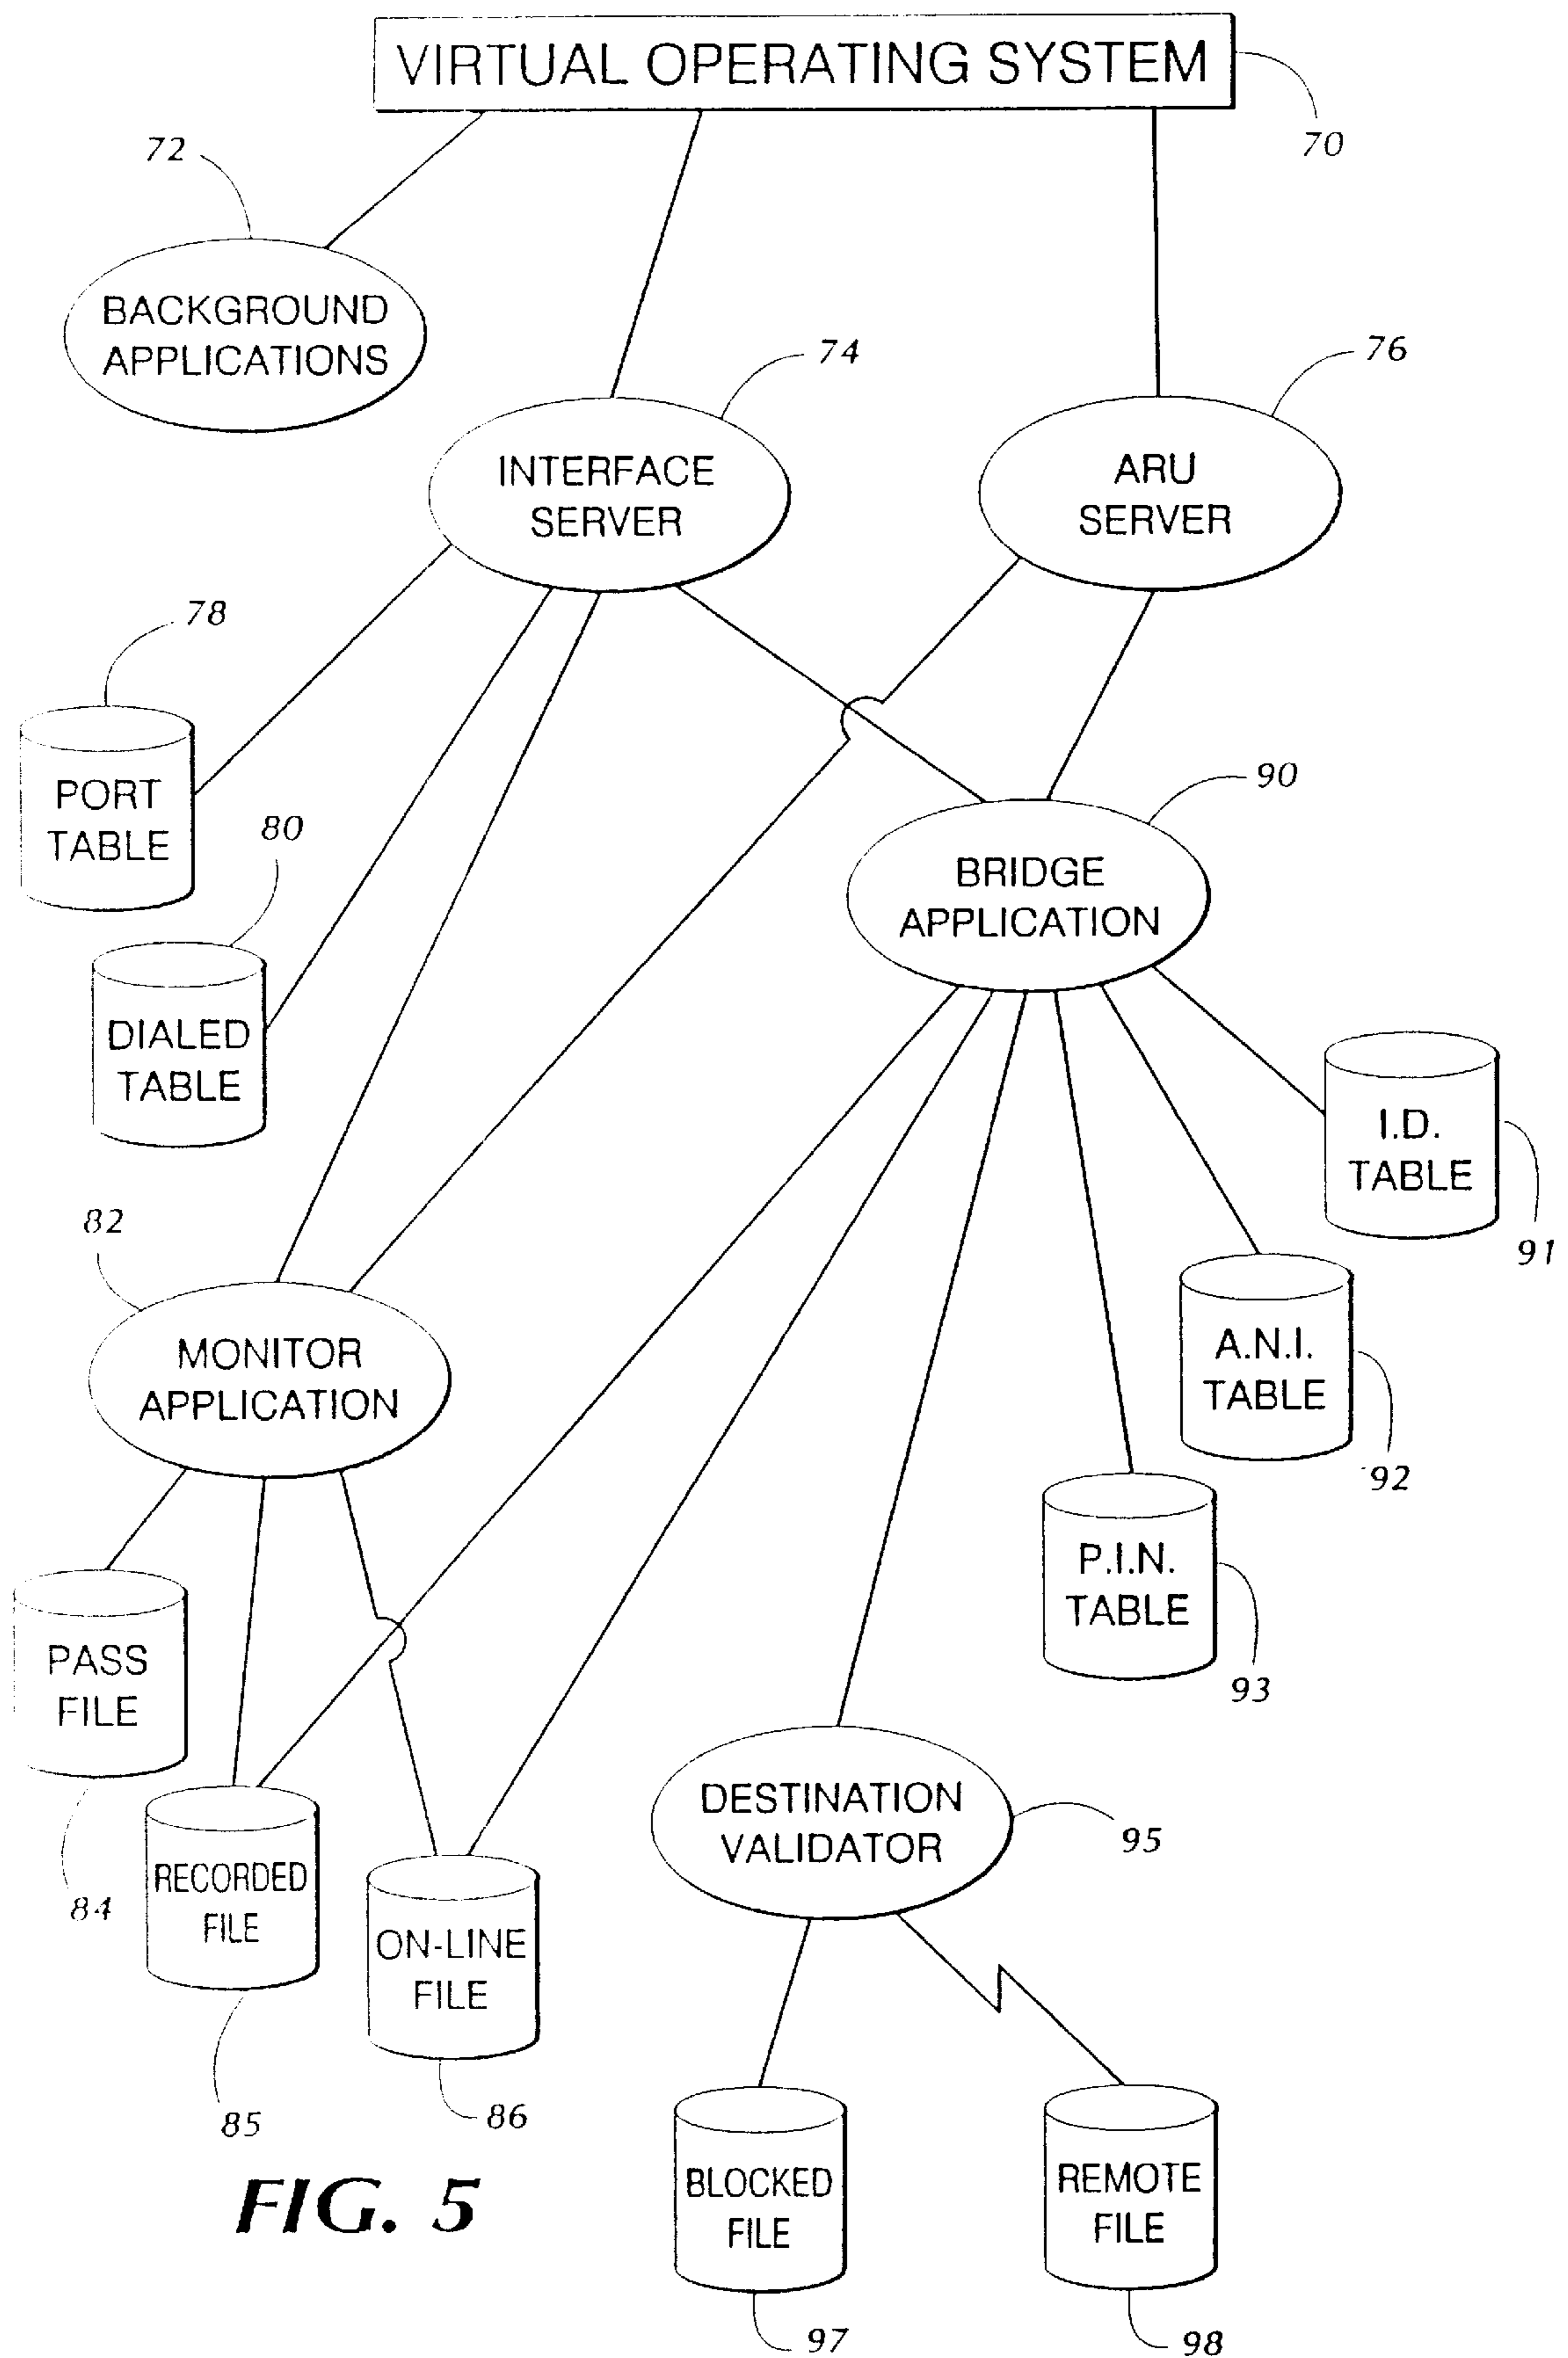 VIRTUAL OPERATING SYSTEM
70
72
BACKGROUND
APPLICATIONS
74
76
INTERFACE
SERVER
ARU
SERVER
78
PORT
TABLE
80
90
BRIDGE
APPLICATION
DIALED
TABLE
I.D.
TABLE
91
82
A.N.I.
TABLE
92
MONITOR
APPLICATION
P.I.N.
TABLE
93
PASS
FILE
84
DESTINATION
VALIDATOR
95
RECORDED
FILE
85
ON-LINE
FILE
86
BLOCKED
FILE
97
REMOTE
FILE
98
FIG. 5